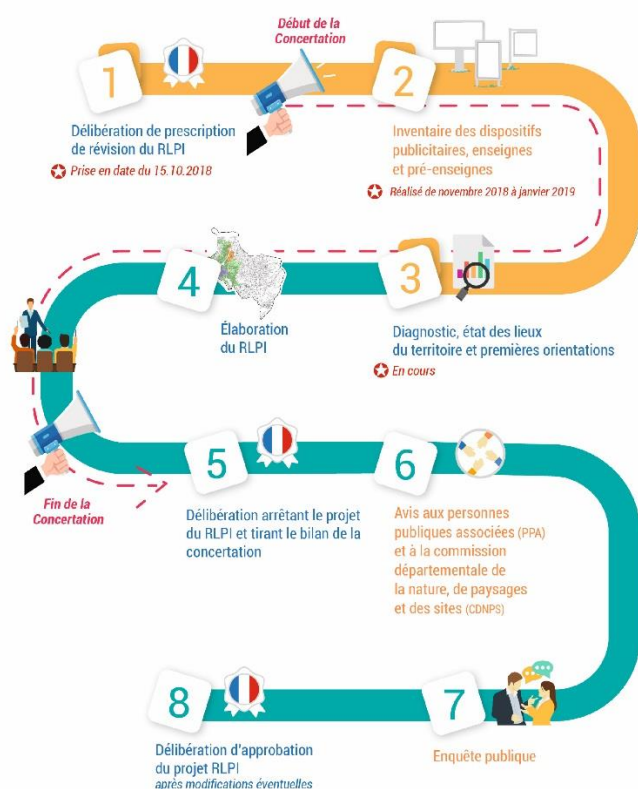 Début de la
Concertation
1
2
Délibération de prescription
de révision du RLPI
Prise en date du 15.10.2018
Inventaire des dispositifs
publicitaires, enseignes
et pré-enseignes
Réalisé de novembre 2018 à janvier 2019
4
3
Élaboration
du RLPI
Diagnostic, état des lieux
du territoire et premières orientations
En cours
Fin de la
Concertation
5
6
Délibération arrêtant le projet
du RLPI et tirant le bilan de la
concertation
Avis aux personnes
publiques associées (PPA)
et à la commission
départementale de
la nature, de paysages
et des sites (CDNPS)
8
7
Délibération d'approbation
du projet RLPI
après modifications éventuelles
Enquête publique